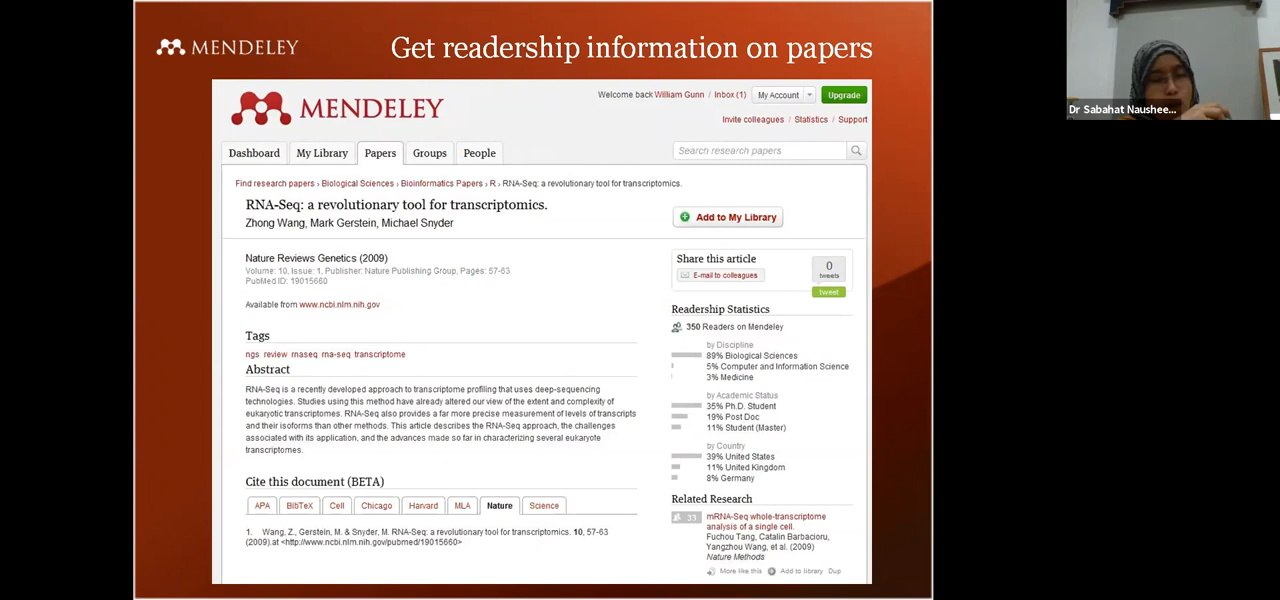 MENDELEY
Get readership information on papers
MENDELEY
Welcome back William Gunn / Inbox (1)
My Account
Upgrade
Invite colleagues / Statistics / Support
Dashboard
My Library
Papers
Groups
People
Search research papers
Find research papers › Biological Sciences › Bioinformatics Papers › R › RNA-Seq: a revolutionary tool for transcriptomics.
RNA-Seq: a revolutionary tool for transcriptomics.
Zhong Wang, Mark Gerstein, Michael Snyder
Add to My Library
Nature Reviews Genetics (2009)
Volume: 10, Issue: 1, Publisher: Nature Publishing Group, Pages: 57-63
PubMed ID: 19015660
Available from www.ncbi.nlm.nih.gov
Tags
ngs review rnaseq rna-seq transcriptome
Abstract
RNA-Seq is a recently developed approach to transcriptome profiling that uses deep-sequencing
technologies. Studies using this method have already altered our view of the extent and complexity of
eukaryotic transcriptomes. RNA-Seq also provides a far more precise measurement of levels of transcripts
and their isoforms than other methods. This article describes the RNA-Seq approach, the challenges
associated with its application, and the advances made so far in characterizing several eukaryote
transcriptomes.
Cite this document (BETA)
APA
BibTeX
Cell
Chicago
Harvard
MLA
Nature
Science
1. Wang, Z., Gerstein, M. & Snyder, M. RNA-Seq: a revolutionary tool for transcriptomics. 10, 57-63
(2009).at <http://www.ncbi.nlm.nih.gov/pubmed/19015660>
Share this article
E-mail to colleagues
0
tweets
tweet
Readership Statistics
350 Readers on Mendeley
by Discipline
89% Biological Sciences
5% Computer and Information Science
3% Medicine
by Academic Status
35% Ph.D. Student
19% Post Doc
11% Student (Master)
by Country
39% United States
11% United Kingdom
8% Germany
Related Research
33
mRNA-Seq whole-transcriptome
analysis of a single cell.
Fuchou Tang, Catalin Barbacioru,
Yangzhou Wang, et al. (2009)
Nature Methods
More like this
Add to library
Dup
Dr Sabahat Naushee...